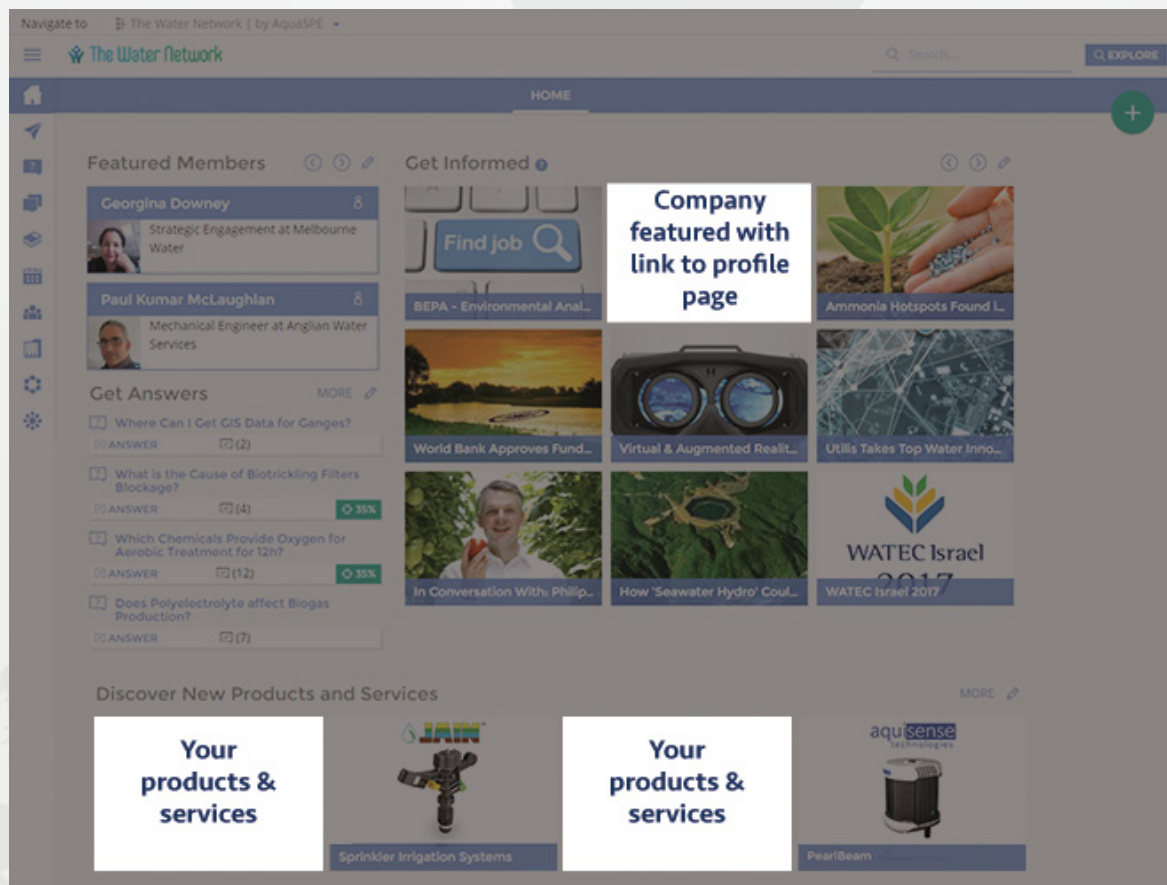 Navigate to The Water Network | by AquaSPE
The Water Network
Search...
EXPLORE
HOME
Featured Members
Georgina Downey
Strategic Engagement at Melbourne
Water
Paul Kumar McLaughlan
Mechanical Engineer at Anglian Water
Services
Get Answers MORE
Where Can I Get GIS Data for Ganges?
ANSWER (2)
What is the Cause of Biotrickling Filters
Blockage?
ANSWER (4) 35%
Which Chemicals Provide Oxygen for
Aerobic Treatment for 12h?
ANSWER (12) 35%
Does Polyelectrolyte affect Biogas
Production?
ANSWER (7)
Get Informed ?
Find job
BEPA - Environmental Anal...
Company
featured with
link to profile
page
Ammonia Hotspots Found i...
World Bank Approves Fund...
Virtual & Augmented Realit...
Utilis Takes Top Water Inno...
In Conversation With: Philip...
How 'Seawater Hydro' Coul...
WATEC Israel
2017
WATEC Israel 2017
Discover New Products and Services MORE
Your
products &
services
JAIN
Sprinkler Irrigation Systems
Your
products &
services
aquisense
technologies
PearlBeam